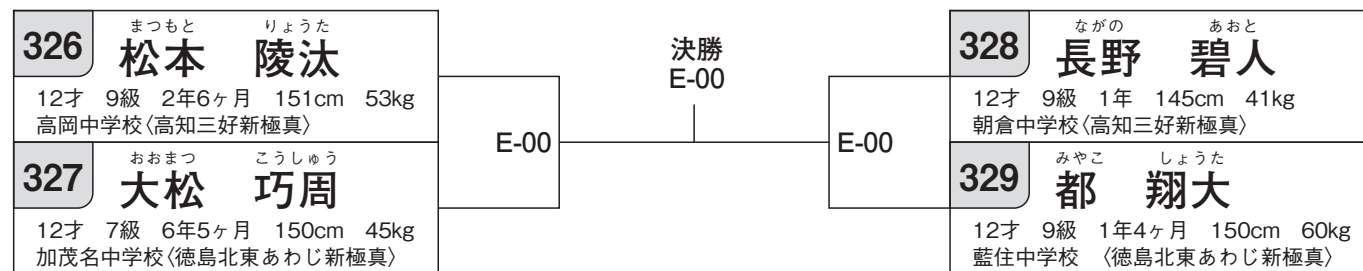 326
まつもと りょうた
松本 陵汰
12才 9級 2年6ヶ月 151cm 53kg
高岡中学校〈高知三好新極真〉
327
おおまつ こうしゅう
大松 巧周
12才 7級 6年5ヶ月 150cm 45kg
加茂名中学校〈徳島北東あわじ新極真〉
E-00
決勝
E-00
E-00
328
ながの あおと
長野 碧人
12才 9級 1年 145cm 41kg
朝倉中学校〈高知三好新極真〉
329
みやこ しょうた
都 翔大
12才 9級 1年4ヶ月 150cm 60kg
藍住中学校 〈徳島北東あわじ新極真〉